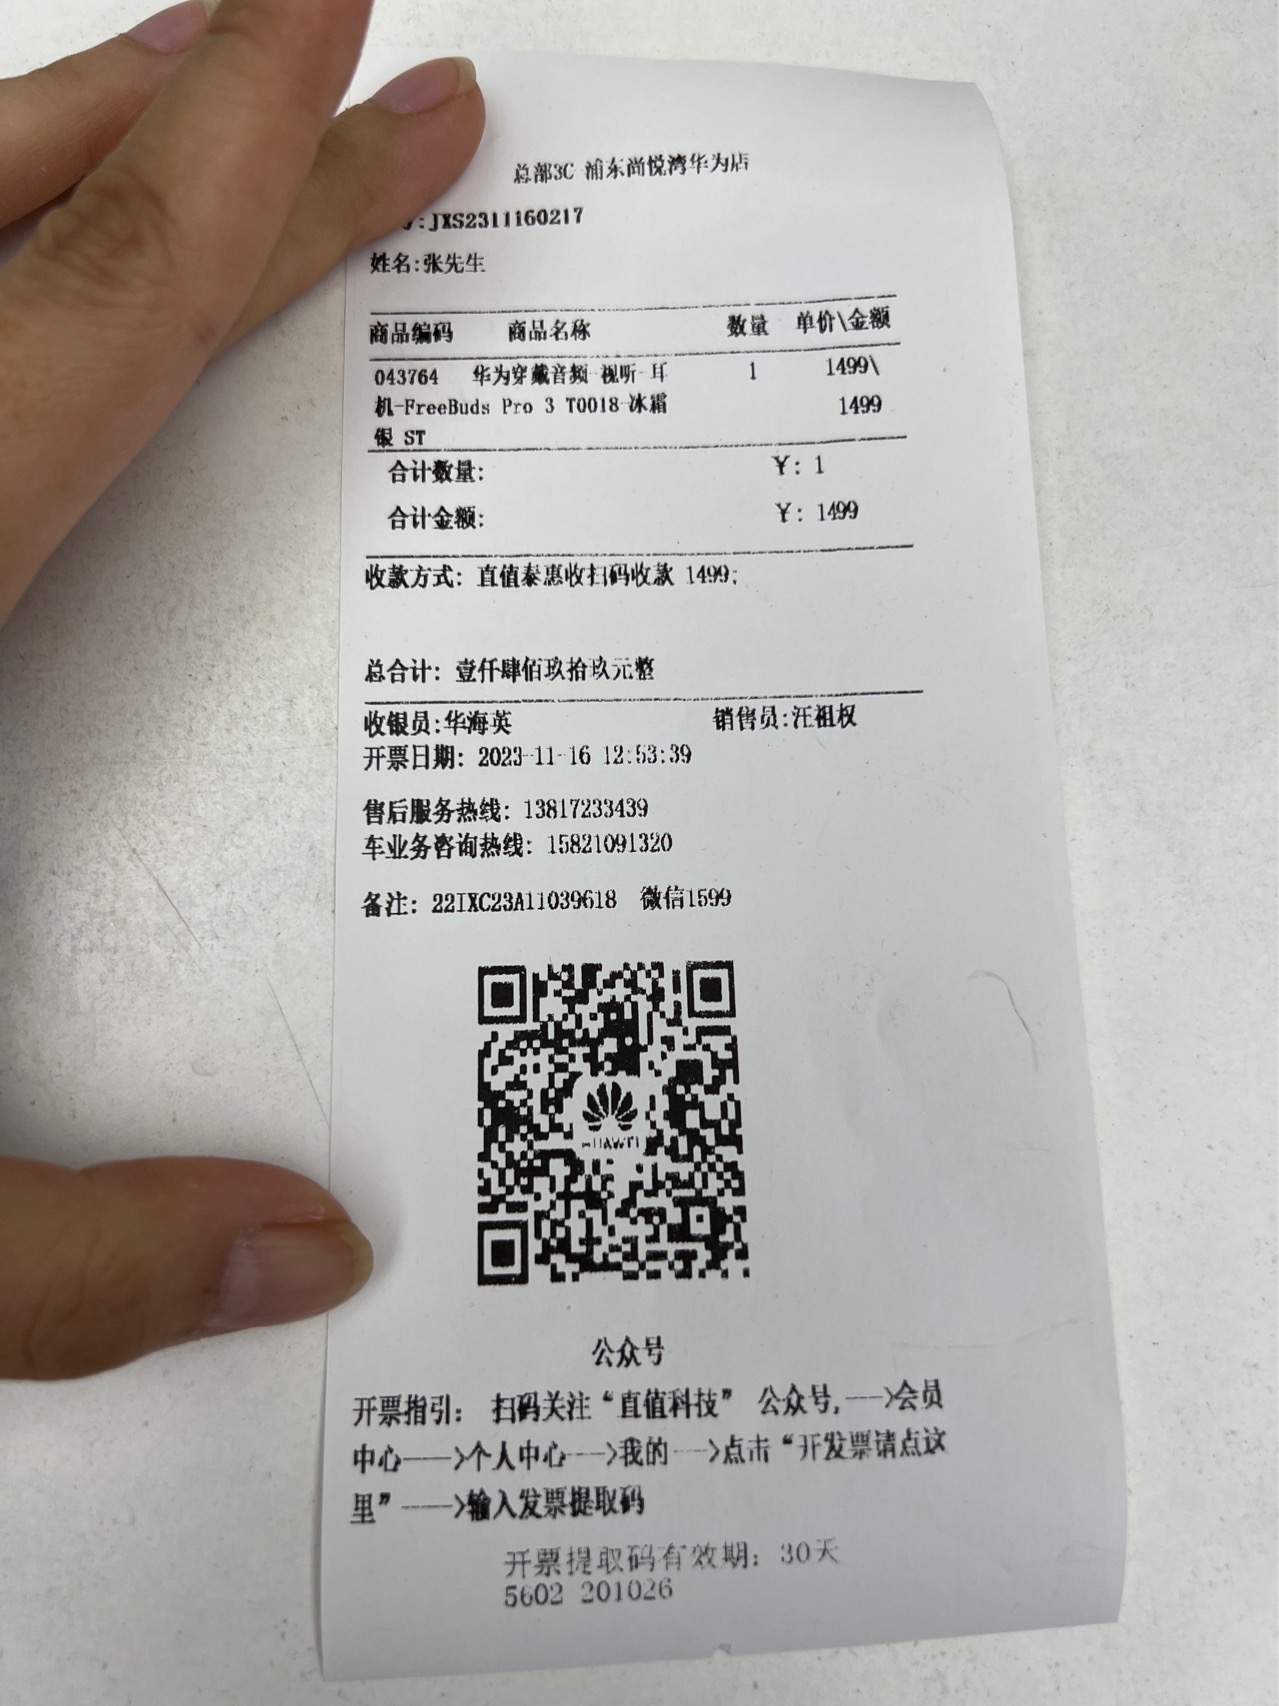 总部3C 浦东尚悦湾华为店
:JXS2311160217
姓名:张先生
商品编码 商品名称 数量 单价\金额
043764 华为穿戴音频-视听-耳 1 1499\
机-FreeBuds Pro 3 T0018-冰霜 1499
银 ST
合计数量: ¥: 1
合计金额: ¥: 1499
收款方式: 直值泰惠收扫码收款 1499;
总合计: 壹仟肆佰玖拾玖元整
收银员:华海英 销售员:汪祖权
开票日期: 2023-11-16 12:53:39
售后服务热线: 13817233439
车业务咨询热线: 15821091320
备注: 22IXC23A11039618 微信1599
HUAWEI
公众号
开票指引: 扫码关注“直值科技” 公众号,--->会员
中心---->个人中心--->我的--->点击“开发票请点这
里” ---->输入发票提取码
开票提取码有效期: 30天
5602 201026